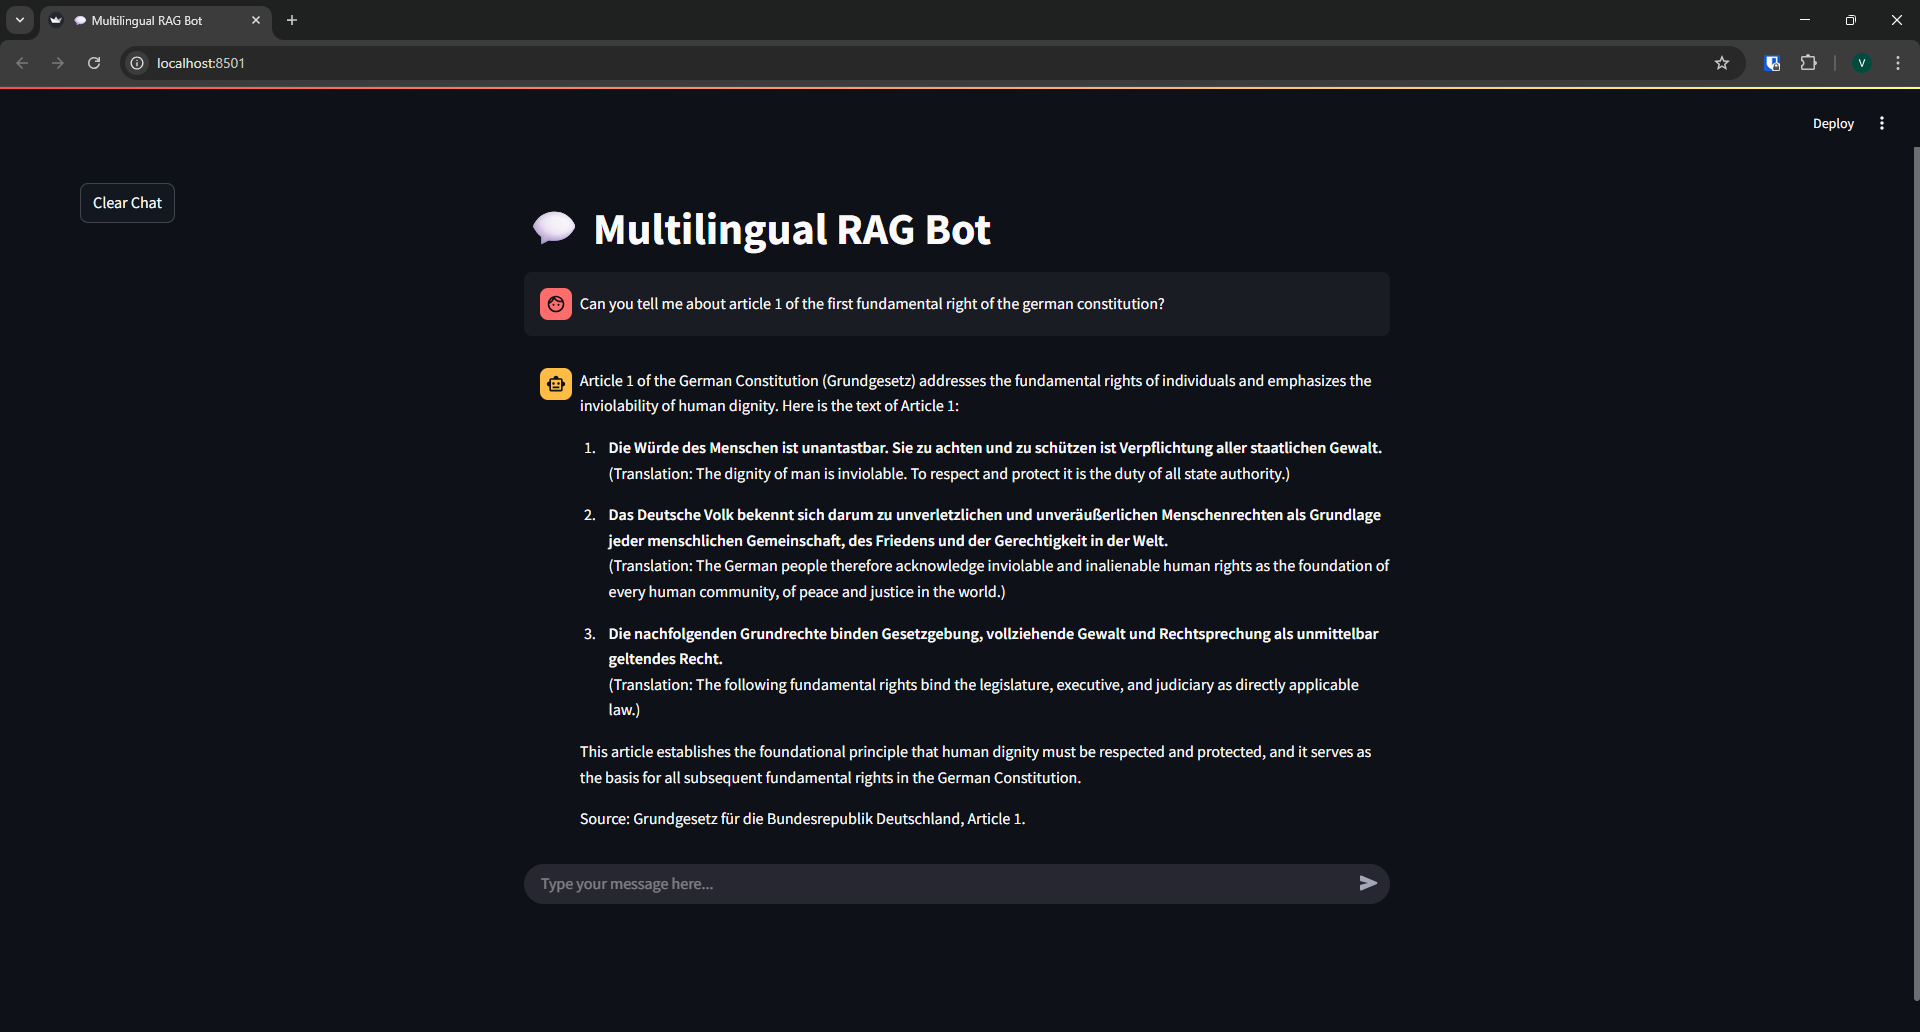 Multilingual RAG Bot
localhost:8501
V
Deploy
Clear Chat
Multilingual RAG Bot
Can you tell me about article 1 of the first fundamental right of the german constitution?
Article 1 of the German Constitution (Grundgesetz) addresses the fundamental rights of individuals and emphasizes the
inviolability of human dignity. Here is the text of Article 1:
1. Die Würde des Menschen ist unantastbar. Sie zu achten und zu schützen ist Verpflichtung aller staatlichen Gewalt.
(Translation: The dignity of man is inviolable. To respect and protect it is the duty of all state authority.)
2. Das Deutsche Volk bekennt sich darum zu unverletzlichen und unveräußerlichen Menschenrechten als Grundlage
jeder menschlichen Gemeinschaft, des Friedens und der Gerechtigkeit in der Welt.
(Translation: The German people therefore acknowledge inviolable and inalienable human rights as the foundation of
every human community, of peace and justice in the world.)
3. Die nachfolgenden Grundrechte binden Gesetzgebung, vollziehende Gewalt und Rechtsprechung als unmittelbar
geltendes Recht.
(Translation: The following fundamental rights bind the legislature, executive, and judiciary as directly applicable
law.)
This article establishes the foundational principle that human dignity must be respected and protected, and it serves as
the basis for all subsequent fundamental rights in the German Constitution.
Source: Grundgesetz für die Bundesrepublik Deutschland, Article 1.
Type your message here...